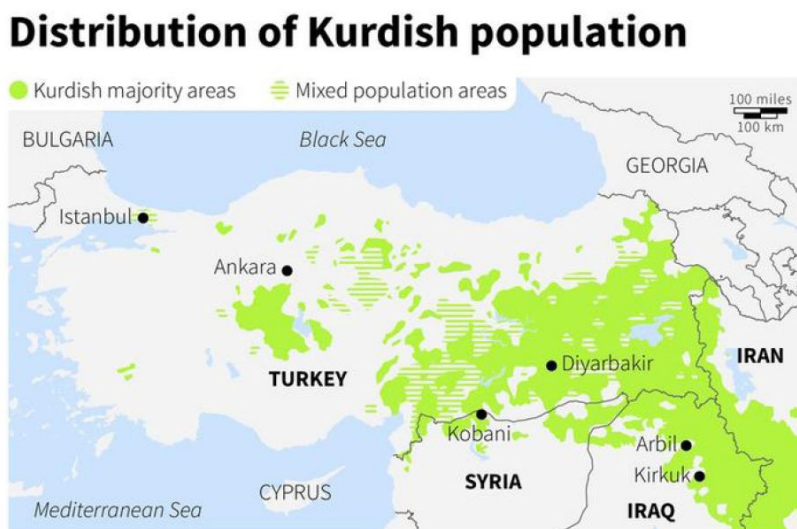 Distribution of Kurdish population
Kurdish majority areas
Mixed population areas
100 miles
100 km
BULGARIA
Black Sea
GEORGIA
Istanbul
Ankara
Diyarbakir
IRAN
TURKEY
Kobani
Arbil
Kirkuk
SYRIA
CYPRUS
IRAQ
Mediterranean Sea